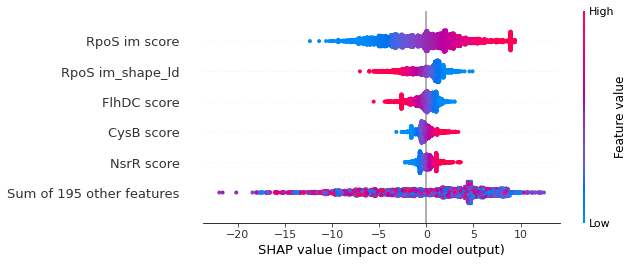 High
RpoS im score
RpoS im_shape_ld
FlhDC score
CysB score
NsrR score
Sum of 195 other features
Feature value
Low
−20 −15 −10 −5 0 5 10
SHAP value (impact on model output)